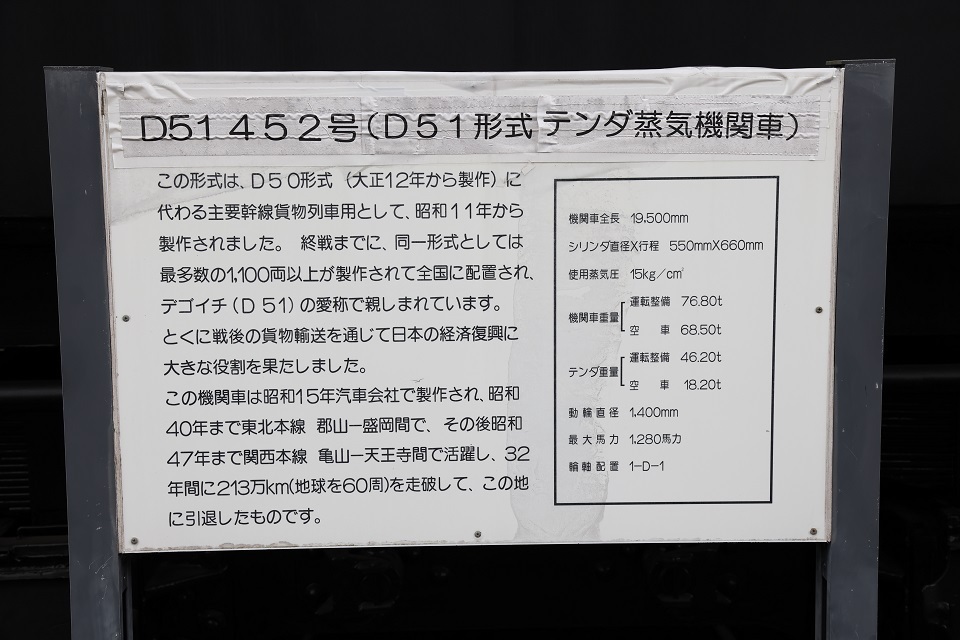 D51 452号(D51形式 テンダ蒸気機関車)
この形式は、D50形式 (大正12年から製作) に
代わる主要幹線貨物列車用として、昭和11年から
製作されました。 終戦までに、同一形式としては
最多数の1,100両以上が製作されて全国に配置され、
デゴイチ(D 51)の愛称で親しまれています。
とくに戦後の貨物輸送を通じて日本の経済復興に
大きな役割を果たしました。
この機関車は昭和15年汽車会社で製作され、昭和
40年まで東北本線 郡山ー盛岡間で、その後昭和
47年まで関西本線 亀山ー天王寺間で活躍し、32
年間に213万km(地球を60周)を走破して、この地
に引退したものです。
機関車全長 19.500mm
シリンダ直径X行程 550mmX660mm
使用蒸気圧 15kg/cm²
機関車重量 運転整備 76.80t
空 車 68.50t
テンダ重量 運転整備 46.20t
空 車 18.20t
動輪直径 1.400mm
最大馬力 1.280馬力
輪軸配置 1-D-1